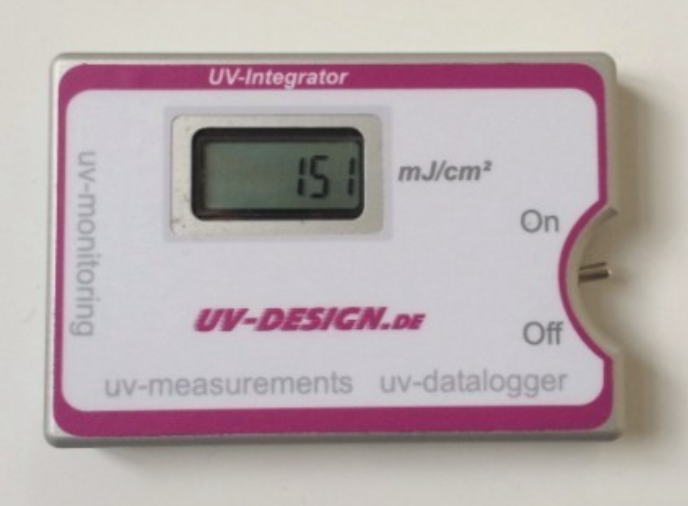 UV-Integrator
151
mJ/cm²
uv-monitoring
On
UV-DESIGN.DE
Off
uv-measurements uv-datalogger